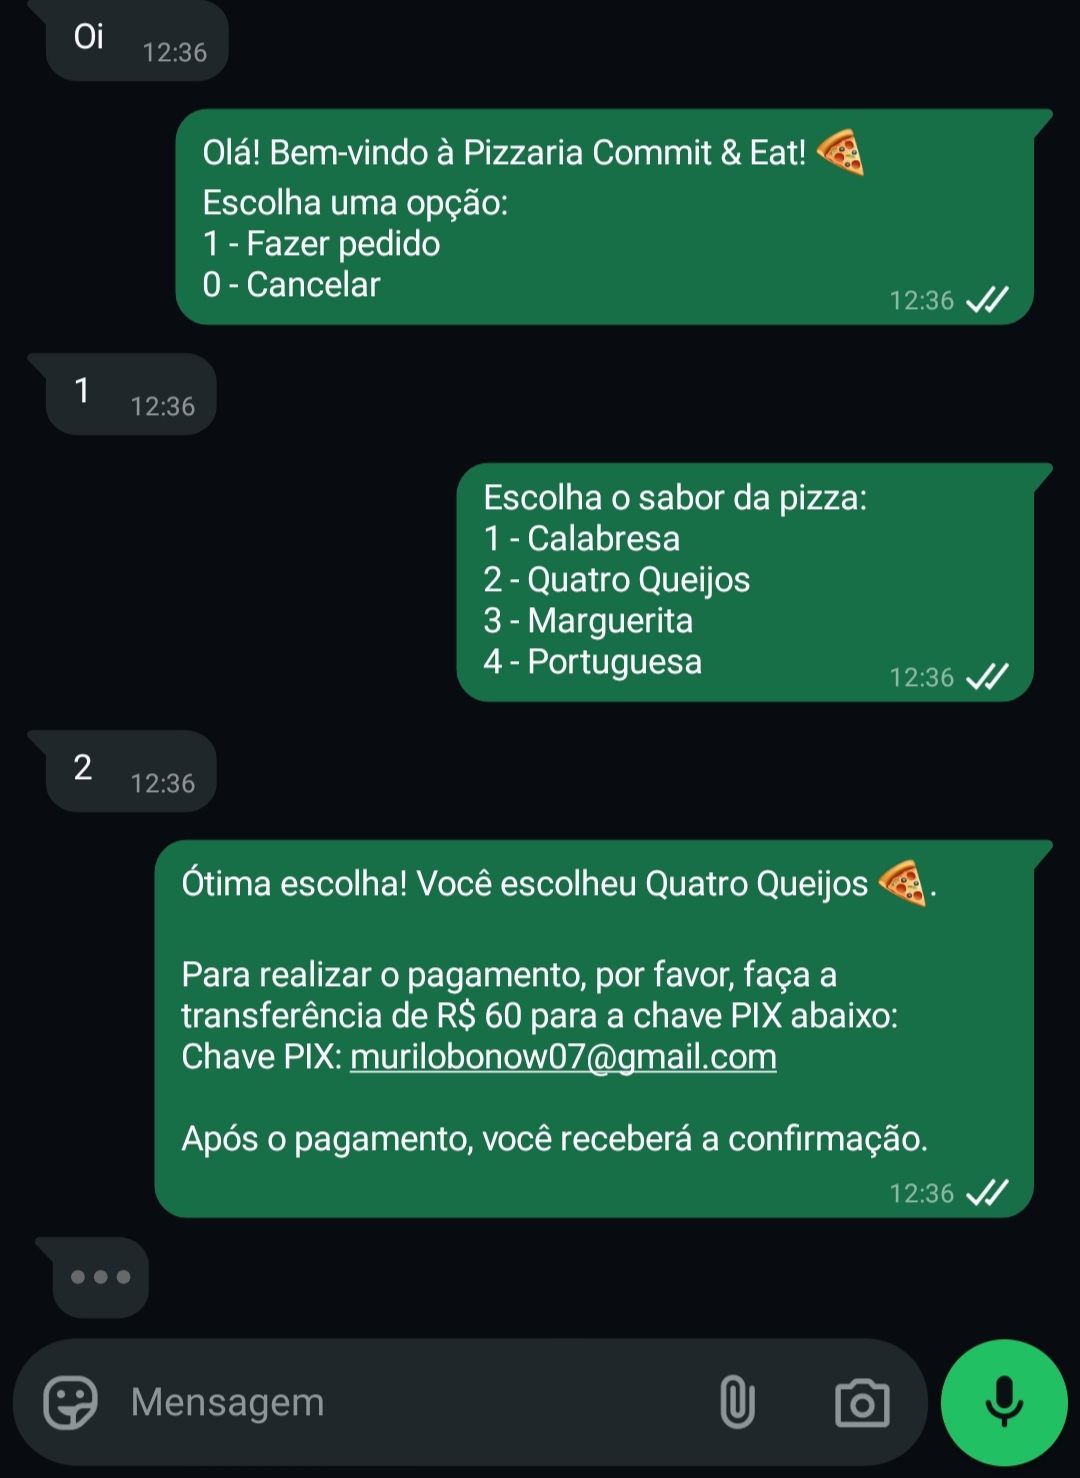 Oi
12:36
Olá! Bem-vindo à Pizzaria Commit & Eat! 🍕
Escolha uma opção:
1 - Fazer pedido
0 - Cancelar
12:36
1
12:36
Escolha o sabor da pizza:
1 - Calabresa
2 - Quatro Queijos
3 - Marguerita
4 - Portuguesa
12:36
2
12:36
Ótima escolha! Você escolheu Quatro Queijos 🍕.
Para realizar o pagamento, por favor, faça a
transferência de R$ 60 para a chave PIX abaixo:
Chave PIX: murilobonow07@gmail.com
Após o pagamento, você receberá a confirmação.
12:36
Mensagem